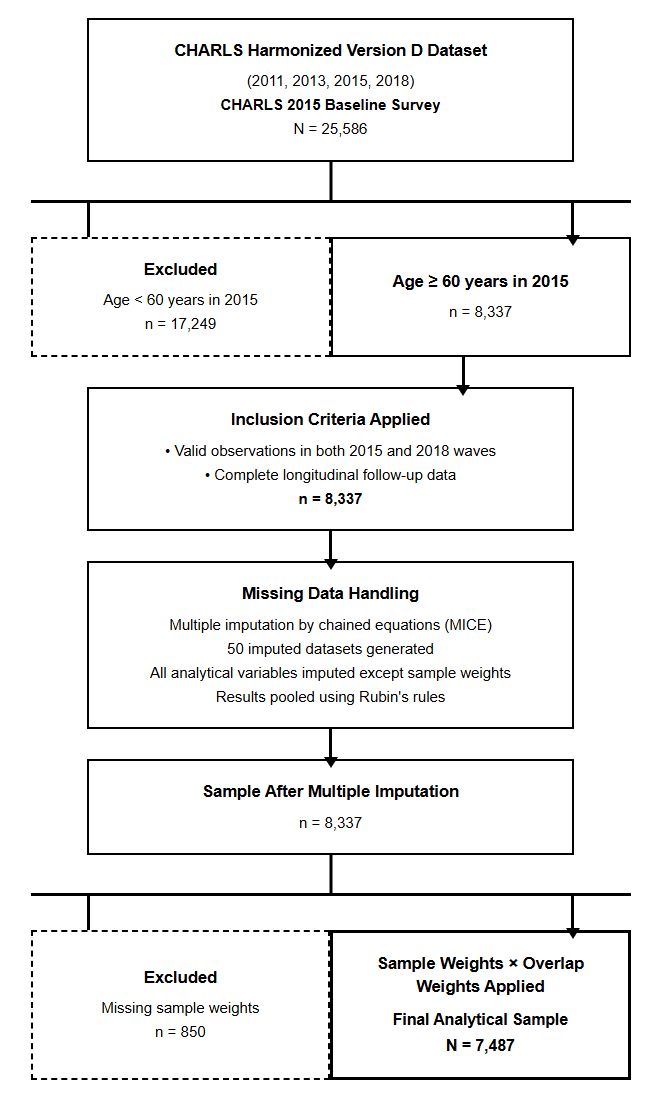 CHARLS Harmonized Version D Dataset
(2011, 2013, 2015, 2018)
CHARLS 2015 Baseline Survey
N = 25,586
Excluded
Age < 60 years in 2015
n = 17,249
Age ≥ 60 years in 2015
n = 8,337
Inclusion Criteria Applied
• Valid observations in both 2015 and 2018 waves
• Complete longitudinal follow-up data
n = 8,337
Missing Data Handling
Multiple imputation by chained equations (MICE)
50 imputed datasets generated
All analytical variables imputed except sample weights
Results pooled using Rubin's rules
Sample After Multiple Imputation
n = 8,337
Excluded
Missing sample weights
n = 850
Sample Weights × Overlap
Weights Applied
Final Analytical Sample
N = 7,487